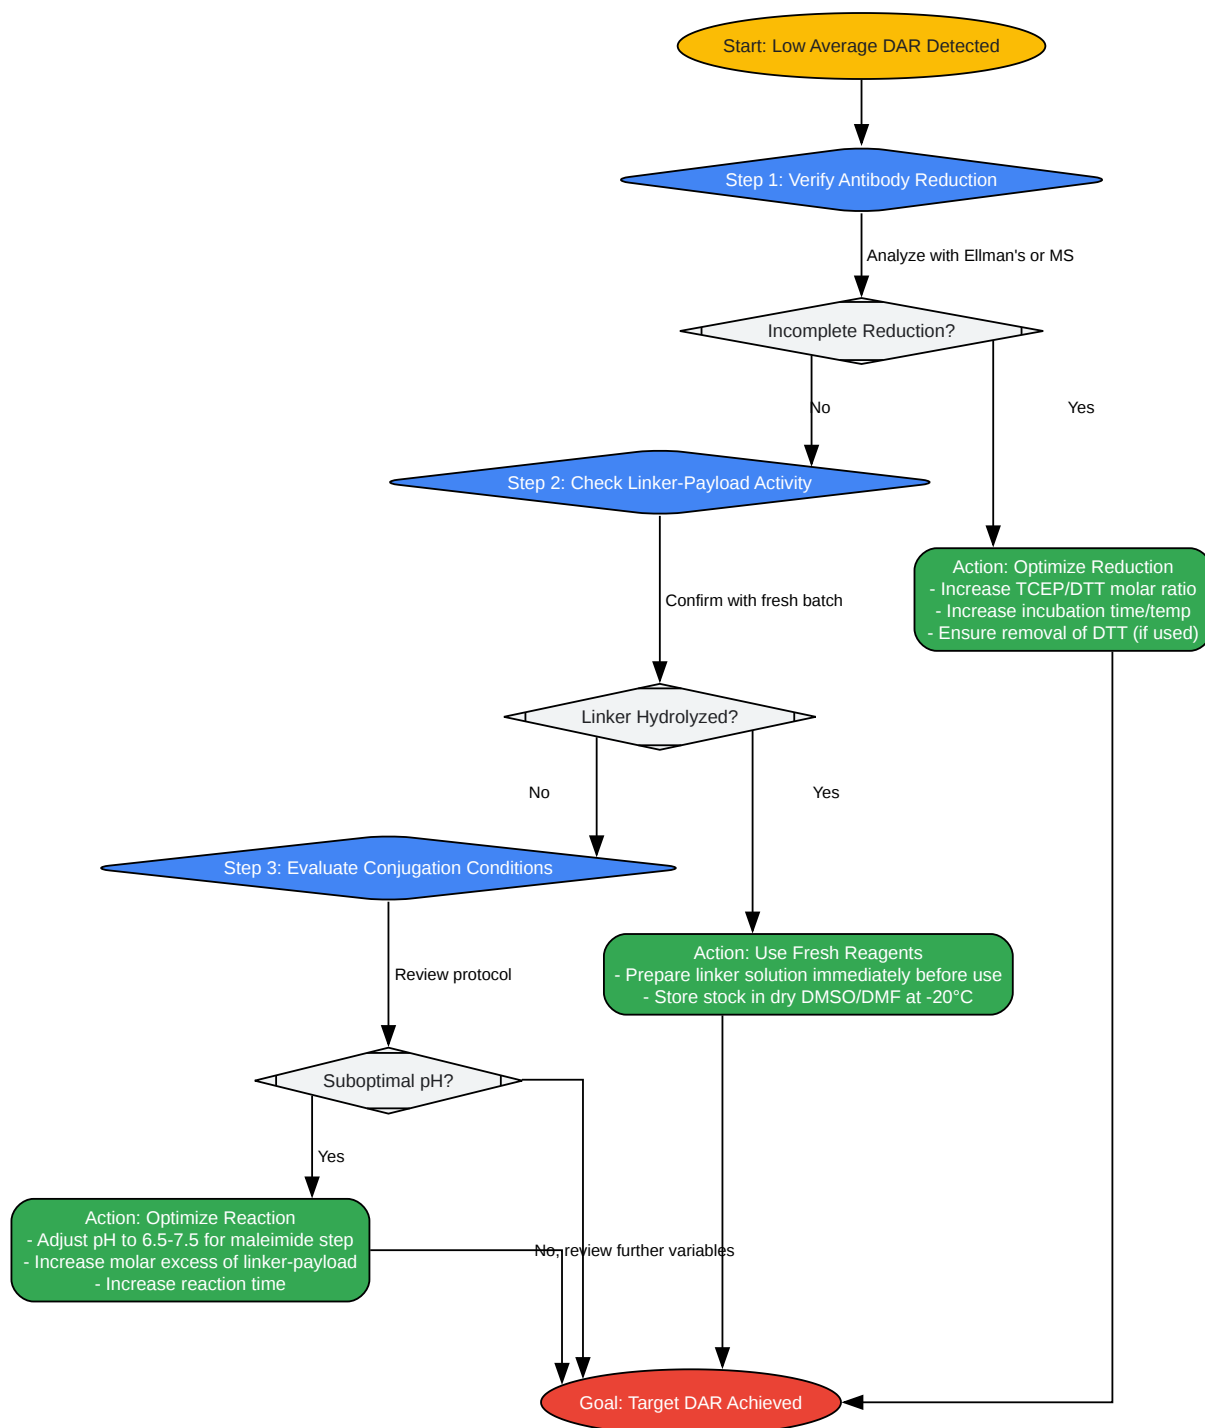 Start: Low Average DAR Detected
Step 1: Verify Antibody Reduction
Analyze with Ellman's or MS
Incomplete Reduction?
No
Yes
Step 2: Check Linker-Payload Activity
Action: Optimize Reduction
- Increase TCEP/DTT molar ratio
- Increase incubation time/temp
- Ensure removal of DTT (if used)
Confirm with fresh batch
Linker Hydrolyzed?
No
Yes
Step 3: Evaluate Conjugation Conditions
Action: Use Fresh Reagents
- Prepare linker solution immediately before use
- Store stock in dry DMSO/DMF at -20°C
Review protocol
Suboptimal pH?
Yes
Action: Optimize Reaction
- Adjust pH to 6.5-7.5 for maleimide step
- Increase molar excess of linker-payload
- Increase reaction time
No, review further variables
Goal: Target DAR Achieved